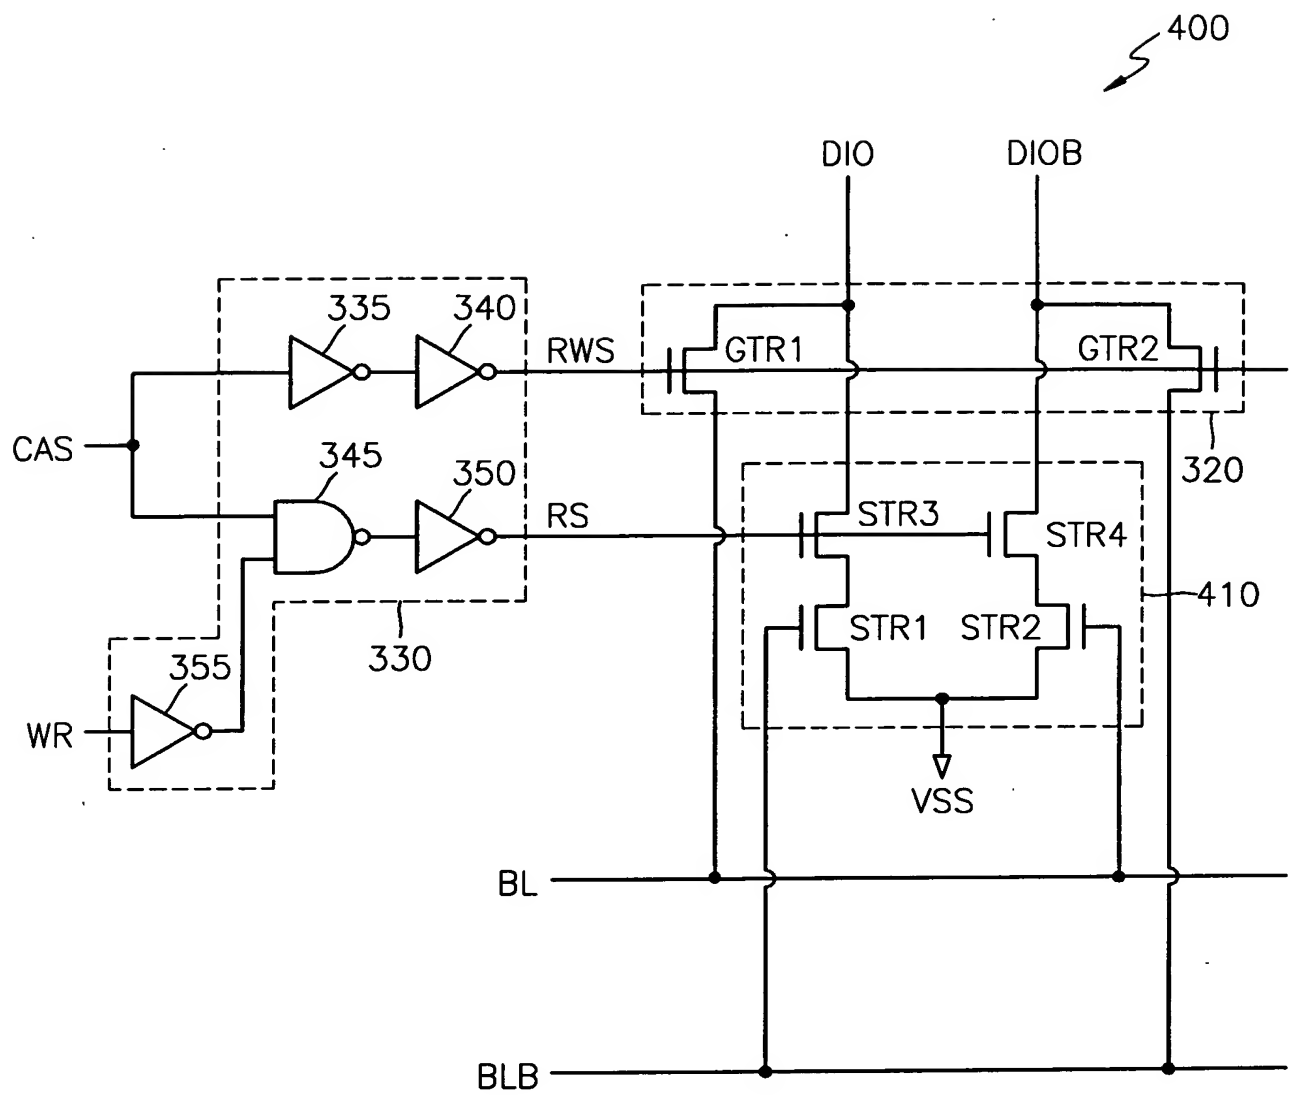 400
DIO DIOB
335 340
RWS GTR1 GTR2
CAS 345 350 320
RS STR3 STR4
410
STR1 STR2
330
355
WR
VSS
BL
BLB